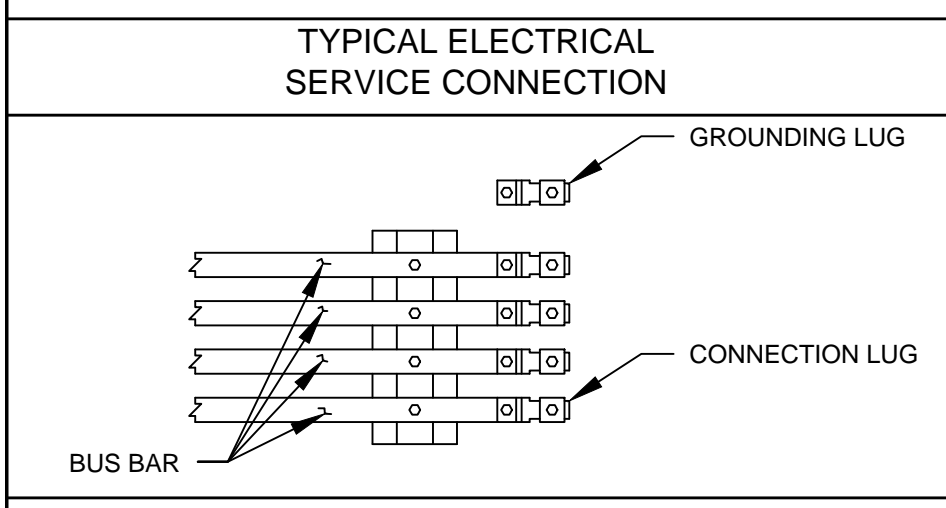 TYPICAL ELECTRICAL
SERVICE CONNECTION
GROUNDING LUG
CONNECTION LUG
BUS BAR